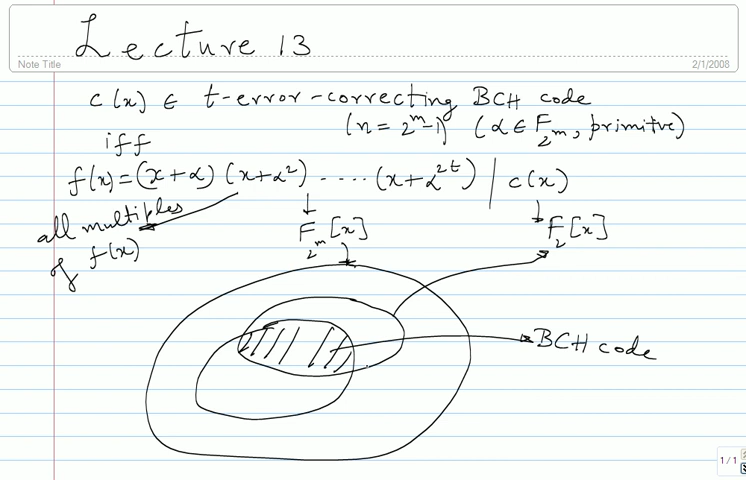 Lecture 13
Note Title
2/1/2008
c(x) ∈ t-error-correcting BCH code
(n = 2^m-1) (α ∈ F_2^m, primitve)
iff
f(x) = (x+α) (x+α^2) ..... (x+α^2t) | c(x)
all multiples
of f(x)
F_2^m [x]
F_2 [x]
BCH code
1/1